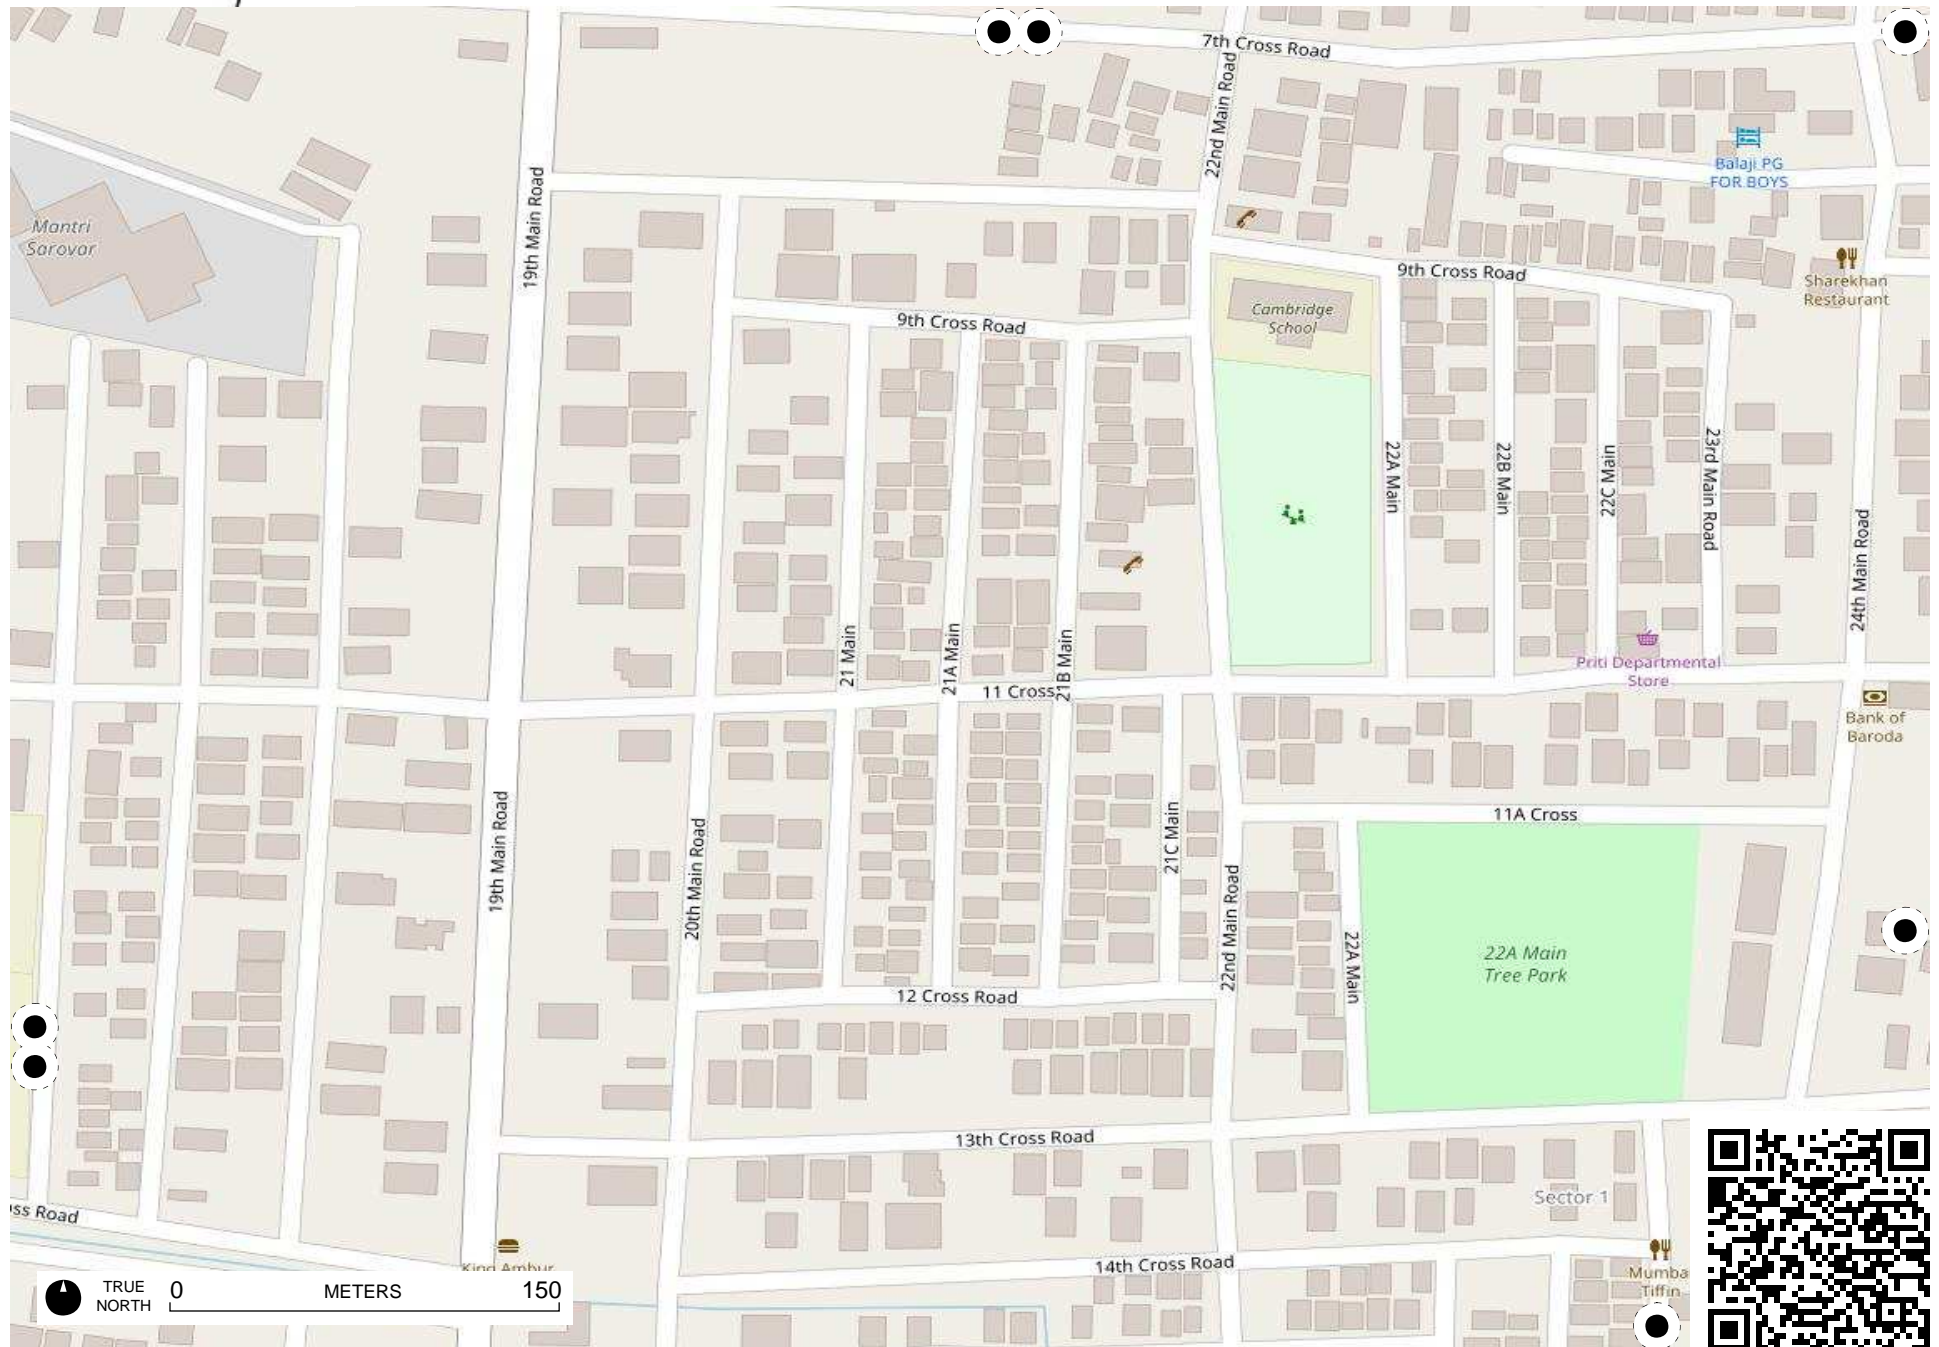 7th Cross Road
22nd Main Road
Balaji PG
FOR BOYS
Mantri
Sarovar
19th Main Road
9th Cross Road
Sharekhan
Restaurant
Cambridge
School
9th Cross Road
22A Main
22B Main
22C Main
23rd Main Road
24th Main Road
21 Main
21A Main
21B Main
11 Cross
Priti Departmental
Store
Bank of
Baroda
11A Cross
19th Main Road
20th Main Road
21C Main
22nd Main Road
22A Main
22A Main
Tree Park
12 Cross Road
13th Cross Road
Sector 1
Road
14th Cross Road
King Ambur
Mumba
Tiffin
TRUE
NORTH
0 METERS 150